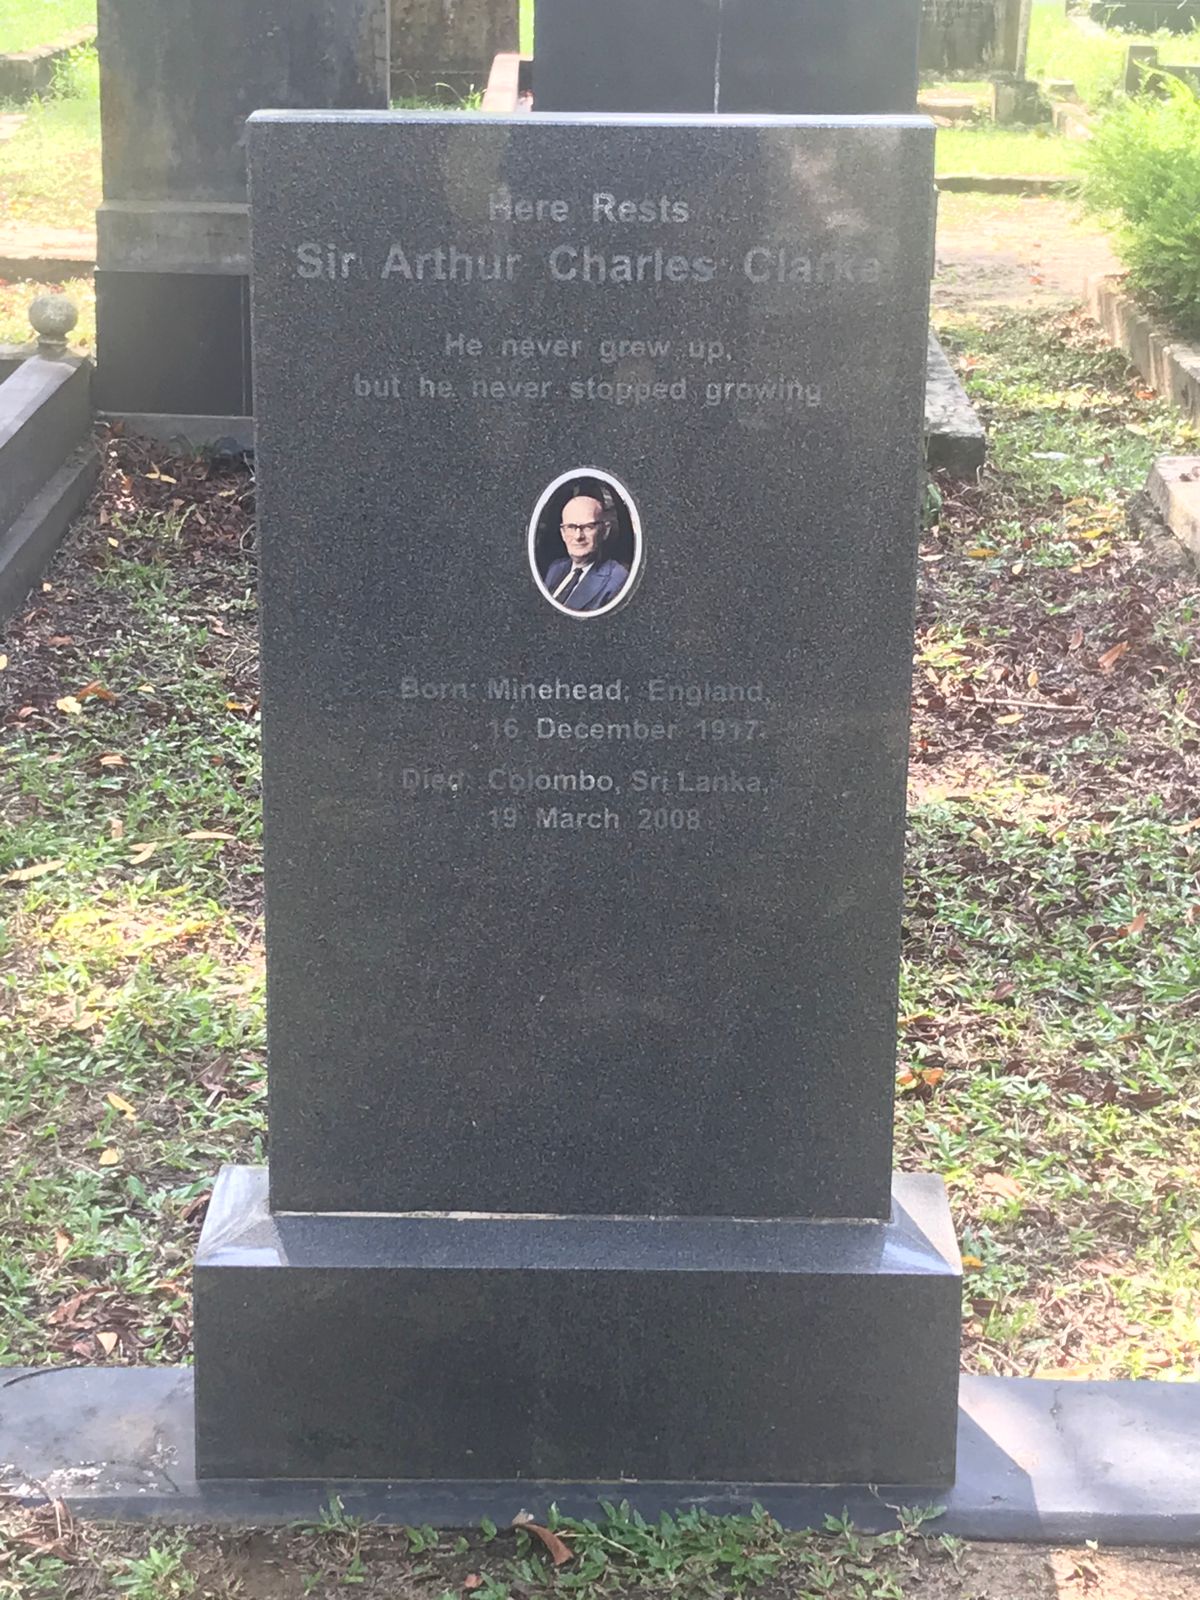 Here Rests
Sir Arthur Charles Clarke
He never grew up,
but he never stopped growing
Born: Minehead, England,
16 December 1917.
Died: Colombo, Sri Lanka,
19 March 2008